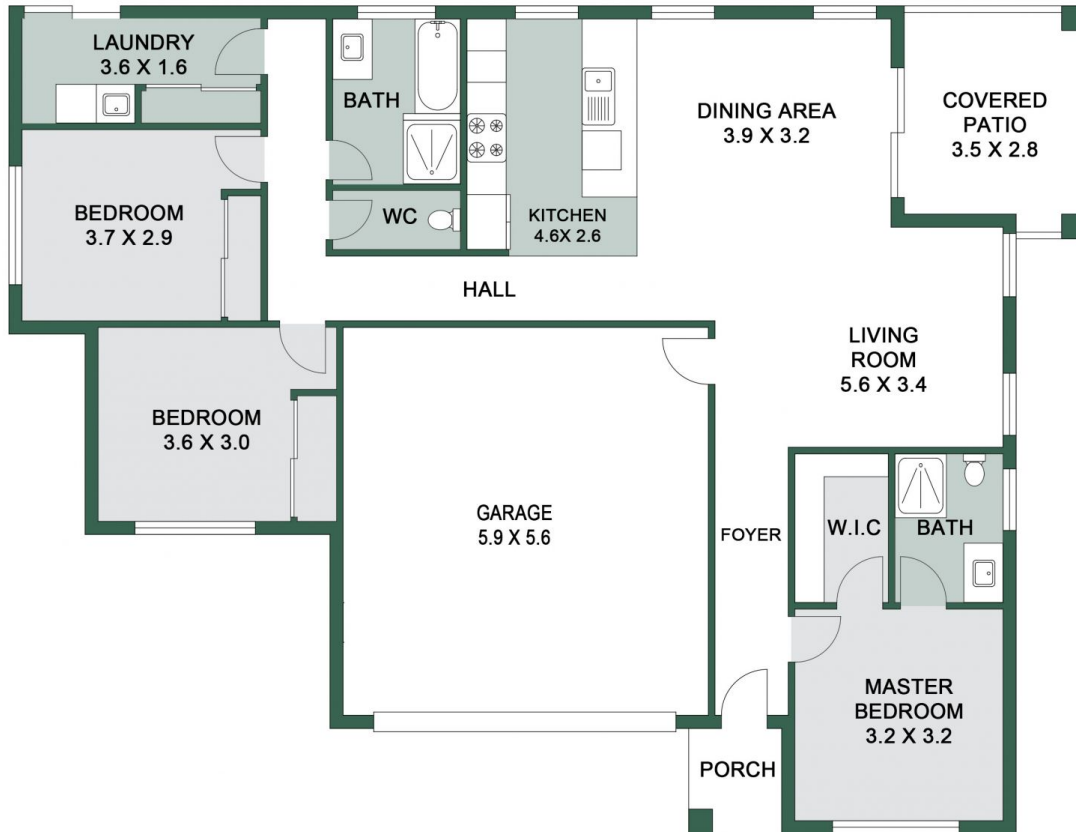 LAUNDRY
3.6 X 1.6
BATH
DINING AREA
3.9 X 3.2
COVERED
PATIO
3.5 X 2.8
BEDROOM
3.7 X 2.9
WC
KITCHEN
4.6X 2.6
HALL
LIVING
ROOM
5.6 X 3.4
BEDROOM
3.6 X 3.0
GARAGE
5.9 X 5.6
FOYER
W.I.C
BATH
MASTER
BEDROOM
3.2 X 3.2
PORCH